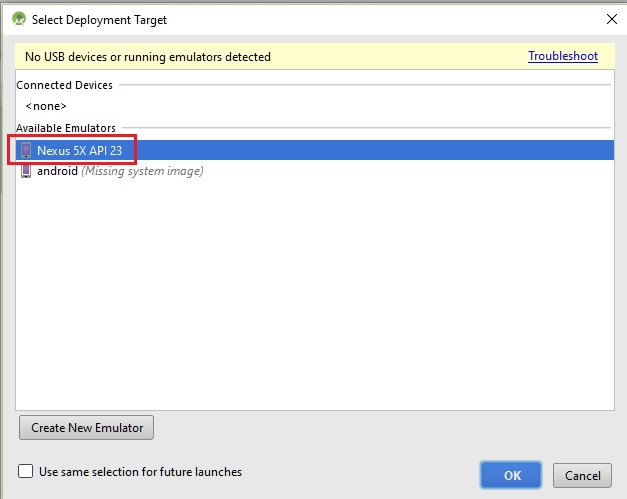 Select Deployment Target
No USB devices or running emulators detected Troubleshoot
Connected Devices
<none>
Available Emulators
Nexus 5X API 23
android (Missing system image)
Create New Emulator
Use same selection for future launches
OK Cancel